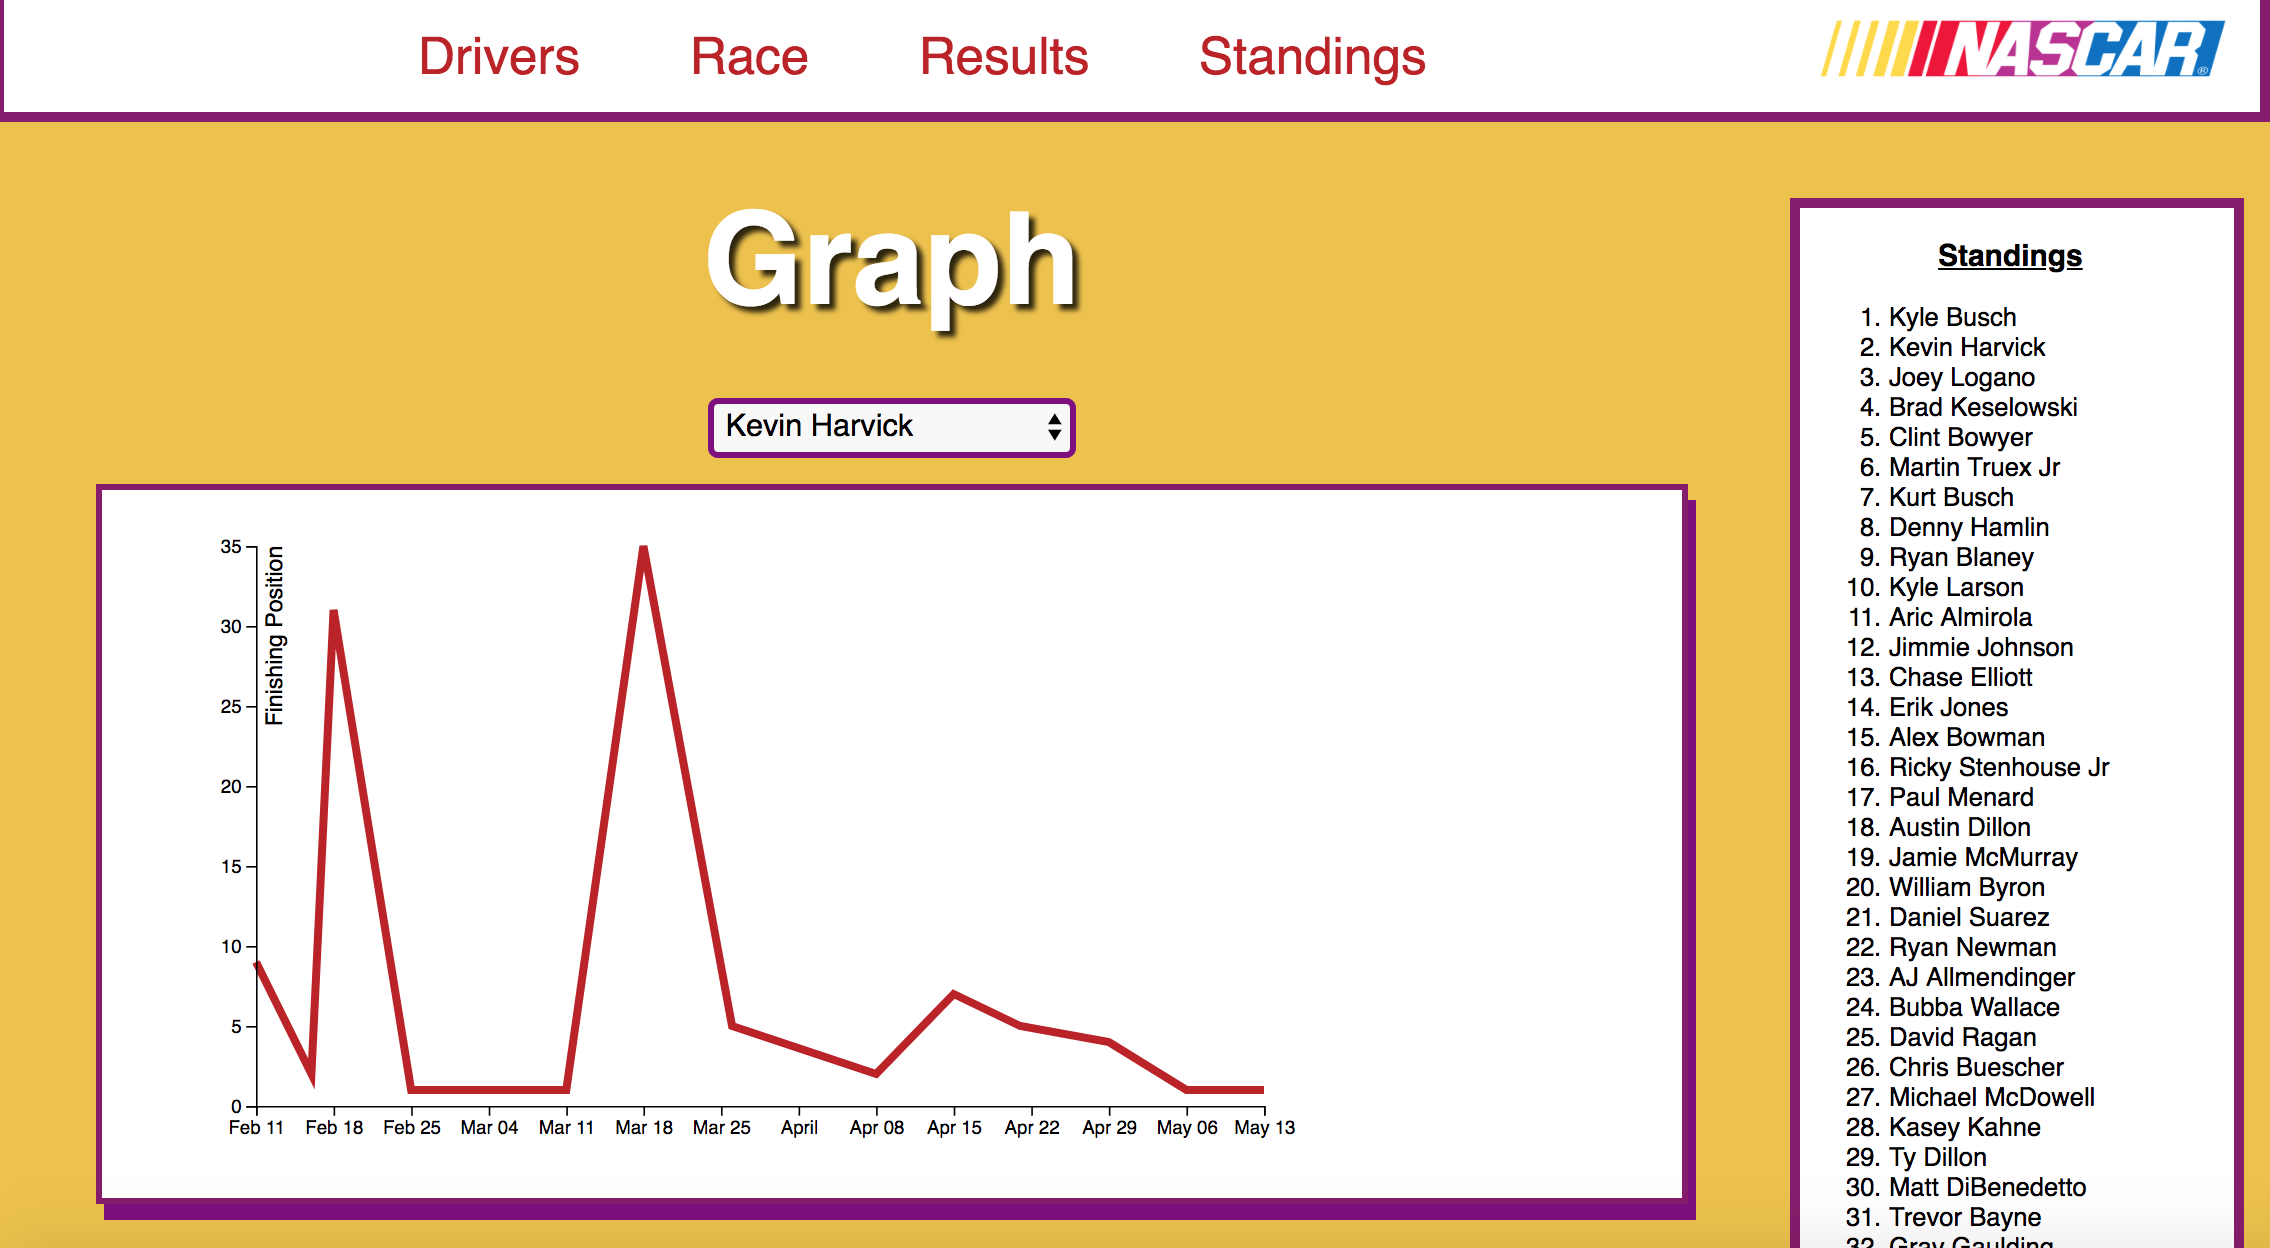 Drivers Race Results Standings NASCAR®
Graph
Kevin Harvick
35
30
25
20
15
10
5
0
Finishing Position
Feb 11 Feb 18 Feb 25 Mar 04 Mar 11 Mar 18 Mar 25 April Apr 08 Apr 15 Apr 22 Apr 29 May 06 May 13
Standings
1. Kyle Busch
2. Kevin Harvick
3. Joey Logano
4. Brad Keselowski
5. Clint Bowyer
6. Martin Truex Jr
7. Kurt Busch
8. Denny Hamlin
9. Ryan Blaney
10. Kyle Larson
11. Aric Almirola
12. Jimmie Johnson
13. Chase Elliott
14. Erik Jones
15. Alex Bowman
16. Ricky Stenhouse Jr
17. Paul Menard
18. Austin Dillon
19. Jamie McMurray
20. William Byron
21. Daniel Suarez
22. Ryan Newman
23. AJ Allmendinger
24. Bubba Wallace
25. David Ragan
26. Chris Buescher
27. Michael McDowell
28. Kasey Kahne
29. Ty Dillon
30. Matt DiBenedetto
31. Trevor Bayne
32. Gray Gaulding